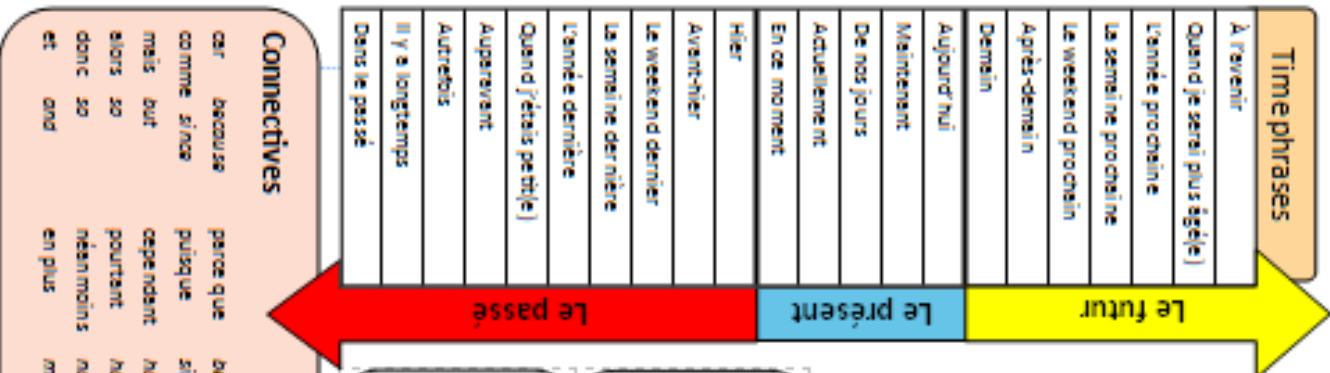 Time phrases
À l'avenir
Quand je serai plus âgé(e)
L'année prochaine
La semaine prochaine
Le weekend prochain
Après-demain
Demain
Aujourd'hui
Maintenant
De nos jours
Actuellement
En ce moment
Hier
Avant-hier
Le weekend dernier
La semaine dernière
L'année dernière
Quand j'étais petit(e)
Auparavant
Autrefois
Il y a longtemps
Dans le passé
Le futur
Le présent
Le passé
Connectives
car because parce que
comme since puisque
mais but cependant
alors so pourtant
donc so néanmoins
et and en plus